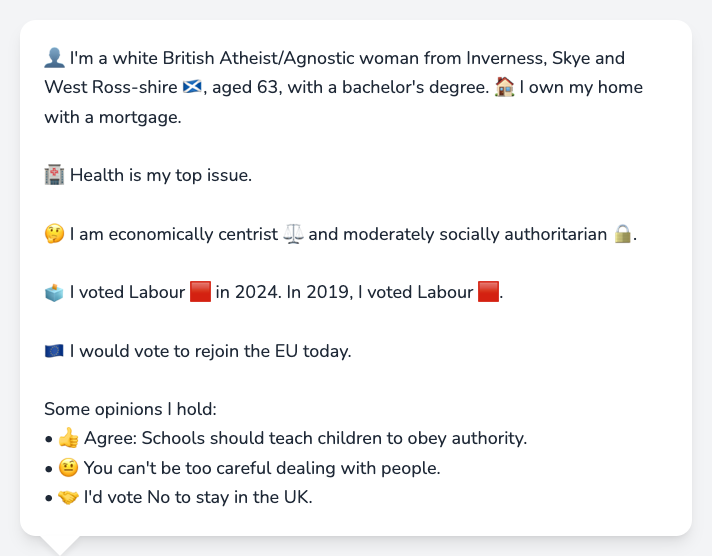 👤 I'm a white British Atheist/Agnostic woman from Inverness, Skye and
West Ross-shire 🏴󠁧󠁢󠁳󠁣󠁴󠁿, aged 63, with a bachelor's degree. 🏠 I own my home
with a mortgage.
🏥 Health is my top issue.
🤔 I am economically centrist ⚖️ and moderately socially authoritarian 🔒.
🗳️ I voted Labour 🟥 in 2024. In 2019, I voted Labour 🟥.
🇪🇺 I would vote to rejoin the EU today.
Some opinions I hold:
• 👍 Agree: Schools should teach children to obey authority.
• 🤨 You can't be too careful dealing with people.
• 🤝 I'd vote No to stay in the UK.